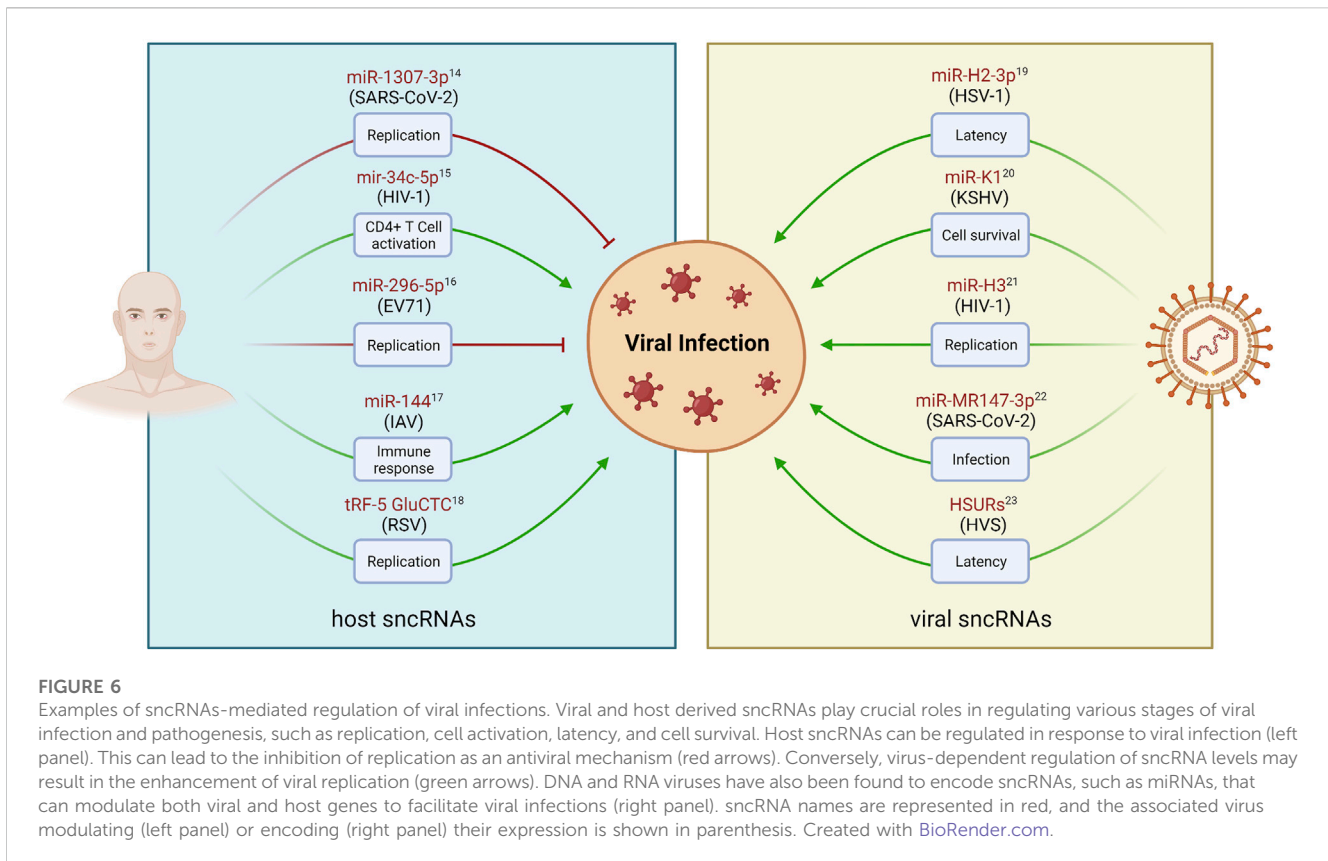 miR-1307-3p14
(SARS-CoV-2)
Replication
mir-34c-5p15
(HIV-1)
CD4+ T Cell
activation
miR-296-5p16
(EV71)
Replication
miR-14417
(IAV)
Immune
response
tRF-5 GluCTC18
(RSV)
Replication
host sncRNAs
Viral Infection
miR-H2-3p19
(HSV-1)
Latency
miR-K120
(KSHV)
Cell survival
miR-H321
(HIV-1)
Replication
miR-MR147-3p22
(SARS-CoV-2)
Infection
HSURs23
(HVS)
Latency
viral sncRNAs
FIGURE 6
Examples of sncRNAs-mediated regulation of viral infections. Viral and host derived sncRNAs play crucial roles in regulating various stages of viral
infection and pathogenesis, such as replication, cell activation, latency, and cell survival. Host sncRNAs can be regulated in response to viral infection (left
panel). This can lead to the inhibition of replication as an antiviral mechanism (red arrows). Conversely, virus-dependent regulation of sncRNA levels may
result in the enhancement of viral replication (green arrows). DNA and RNA viruses have also been found to encode sncRNAs, such as miRNAs, that
can modulate both viral and host genes to facilitate viral infections (right panel). sncRNA names are represented in red, and the associated virus
modulating (left panel) or encoding (right panel) their expression is shown in parenthesis. Created with BioRender.com.